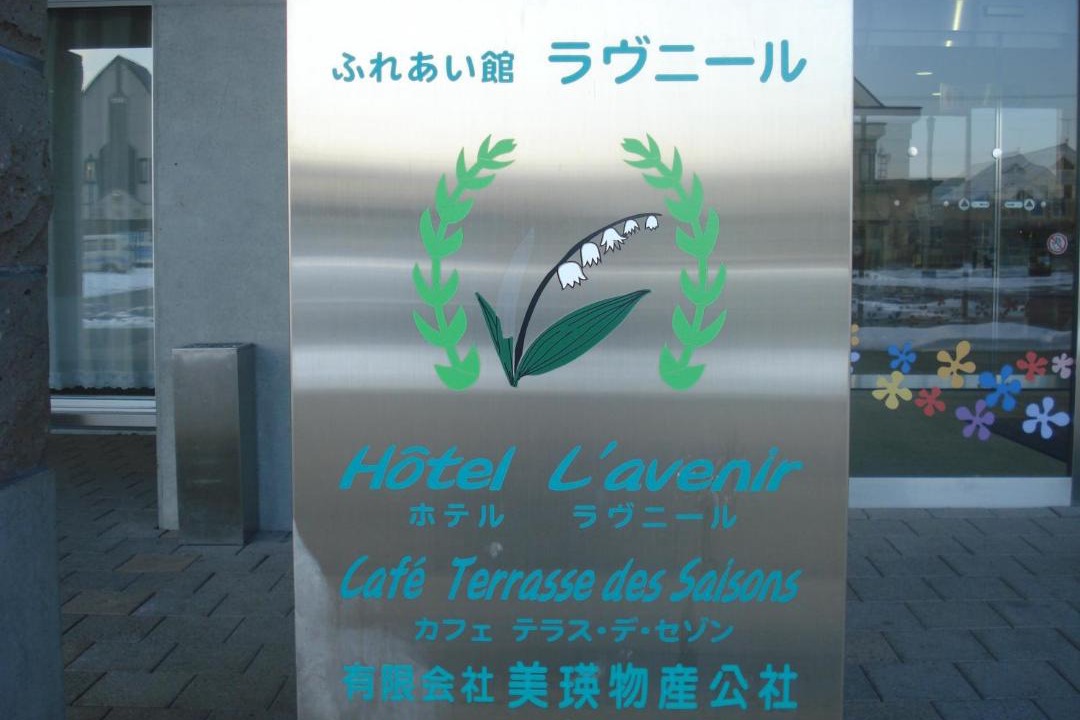 ふれあい館 ラヴニール
Hôtel L'avenir
ホテル ラヴニール
Café Terrasse des Saisons
カフェ テラス・デ・セゾン
有限会社 美瑛物産公社